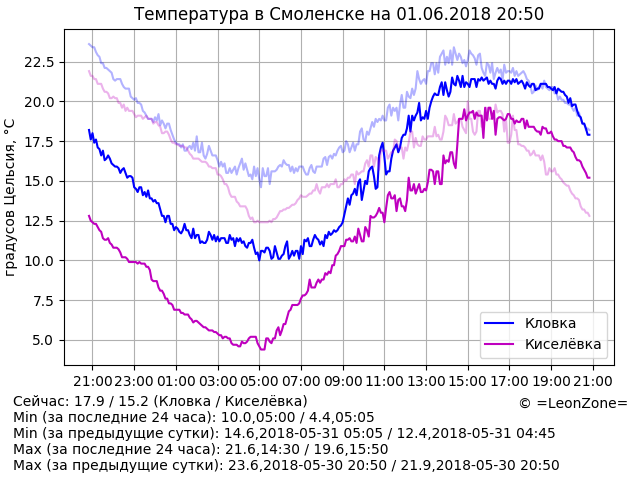 Температура в Смоленске на 01.06.2018 20:50
градусов Цельсия, °C
22.5
20.0
17.5
15.0
12.5
10.0
7.5
5.0
Кловка
Киселёвка
21:00 23:00 01:00 03:00 05:00 07:00 09:00 11:00 13:00 15:00 17:00 19:00 21:00
Сейчас: 17.9 / 15.2 (Кловка / Киселёвка)
© =LeonZone=
Min (за последние 24 часа): 10.0,05:00 / 4.4,05:05
Min (за предыдущие сутки): 14.6,2018-05-31 05:05 / 12.4,2018-05-31 04:45
Max (за последние 24 часа): 21.6,14:30 / 19.6,15:50
Max (за предыдущие сутки): 23.6,2018-05-30 20:50 / 21.9,2018-05-30 20:50